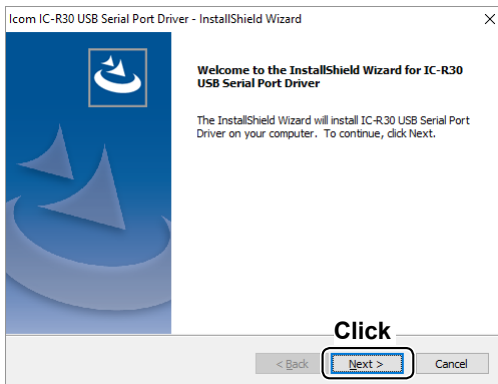 Icom IC-R30 USB Serial Port Driver - InstallShield Wizard
Welcome to the InstallShield Wizard for IC-R30
USB Serial Port Driver
The InstallShield Wizard will install IC-R30 USB Serial Port
Driver on your computer. To continue, click Next.
Click
< Back Next > Cancel